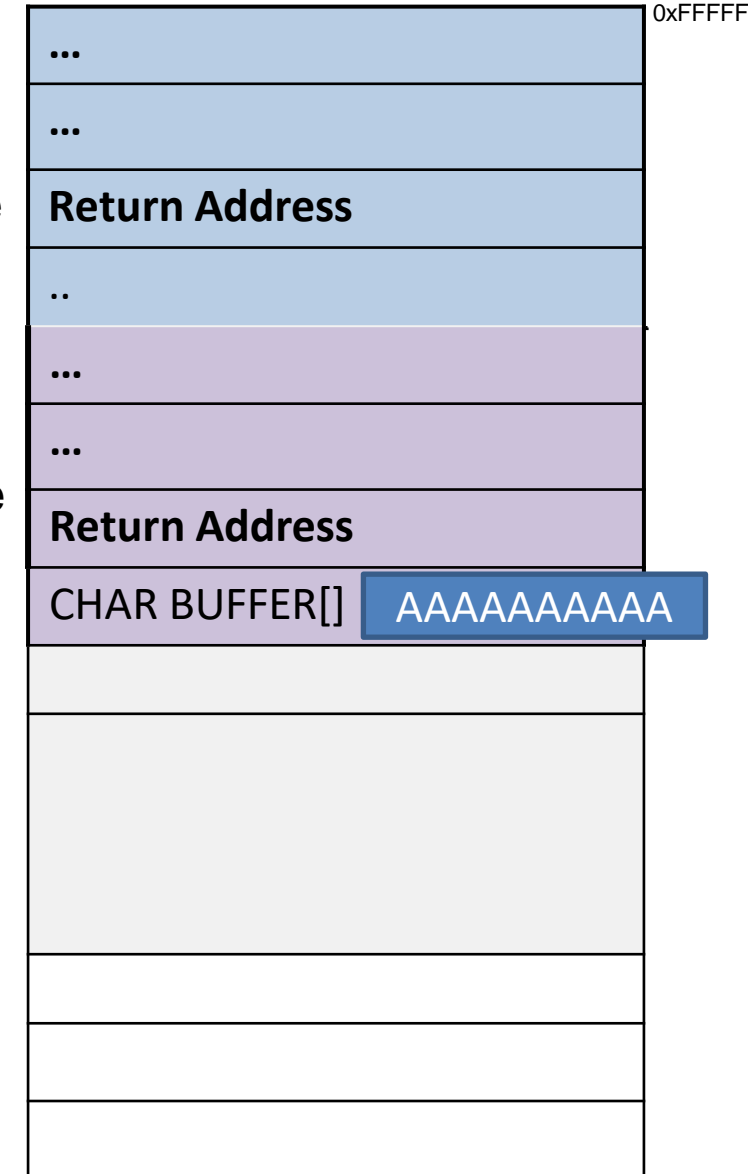 0xFFFFF
...
...
e
Return Address
..
...
...
e
Return Address
CHAR BUFFER[] AAAAAAAAAA